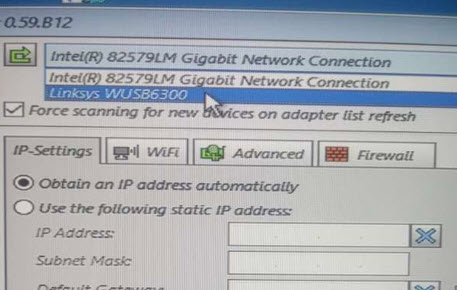 0.59.B12
Intel(R) 82579LM Gigabit Network Connection
Intel(R) 82579LM Gigabit Network Connection
Linksys WUSB6300
Force scanning for new devices on adapter list refresh
IP-Settings WiFi Advanced Firewall
Obtain an IP address automatically
Use the following static IP address:
IP Address:
Subnet Mask:
Default Gateway: